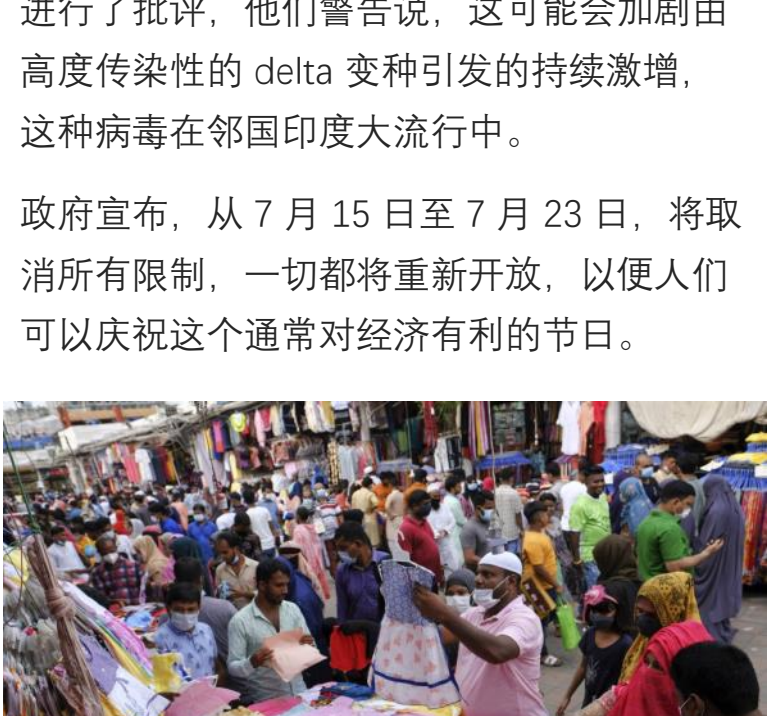 进行了批评，他们警告说，这可能会加剧由
高度传染性的 delta 变种引发的持续激增，
这种病毒在邻国印度大流行中。
政府宣布，从 7 月 15 日至 7 月 23 日，将取
消所有限制，一切都将重新开放，以便人们
可以庆祝这个通常对经济有利的节日。